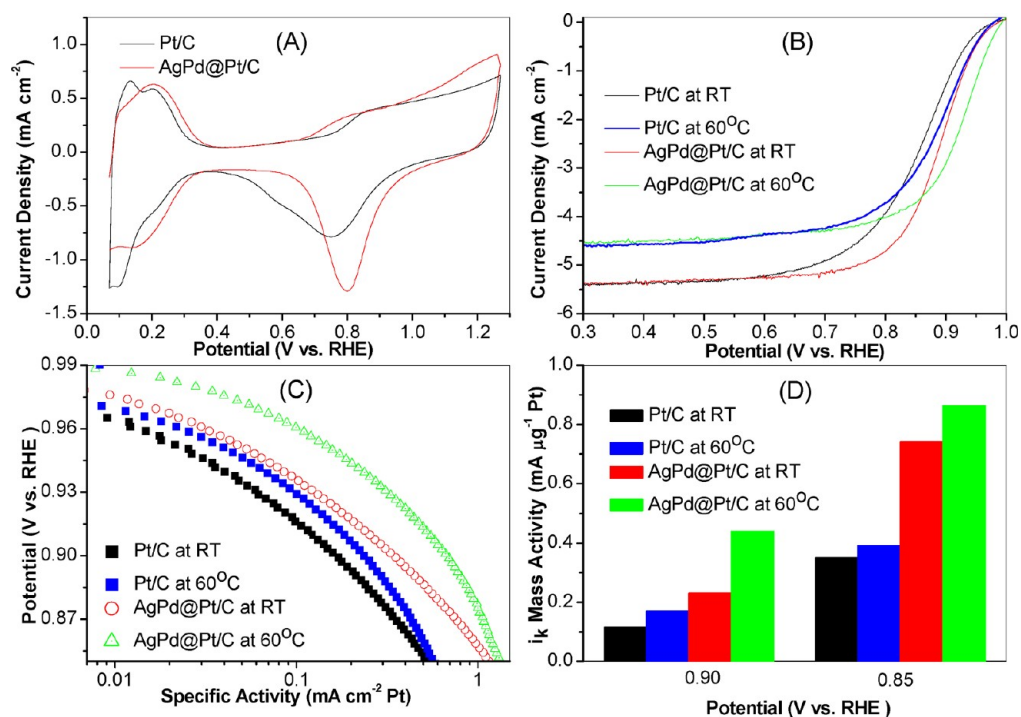 (A)
Pt/C
AgPd@Pt/C
1.0
0.5
0.0
-0.5
-1.0
-1.5
Current Density (mA cm⁻²)
0.0 0.2 0.4 0.6 0.8 1.0 1.2
Potential (V vs. RHE)
(B)
Pt/C at RT
Pt/C at 60⁰C
AgPd@Pt/C at RT
AgPd@Pt/C at 60⁰C
0
-1
-2
-3
-4
-5
-6
Current Density (mA cm⁻²)
0.3 0.4 0.5 0.6 0.7 0.8 0.9 1.0
Potential (V vs. RHE)
(C)
0.99
0.96
0.93
0.90
0.87
Potential (V vs. RHE)
Pt/C at RT
Pt/C at 60⁰C
AgPd@Pt/C at RT
AgPd@Pt/C at 60⁰C
0.01 0.1 1
Specific Activity (mA cm⁻² Pt)
(D)
Pt/C at RT
Pt/C at 60⁰C
AgPd@Pt/C at RT
AgPd@Pt/C at 60⁰C
1.0
0.8
0.6
0.4
0.2
0.0
iₖ Mass Activity (mA µg⁻¹ Pt)
0.90 0.85
Potential (V vs. RHE )